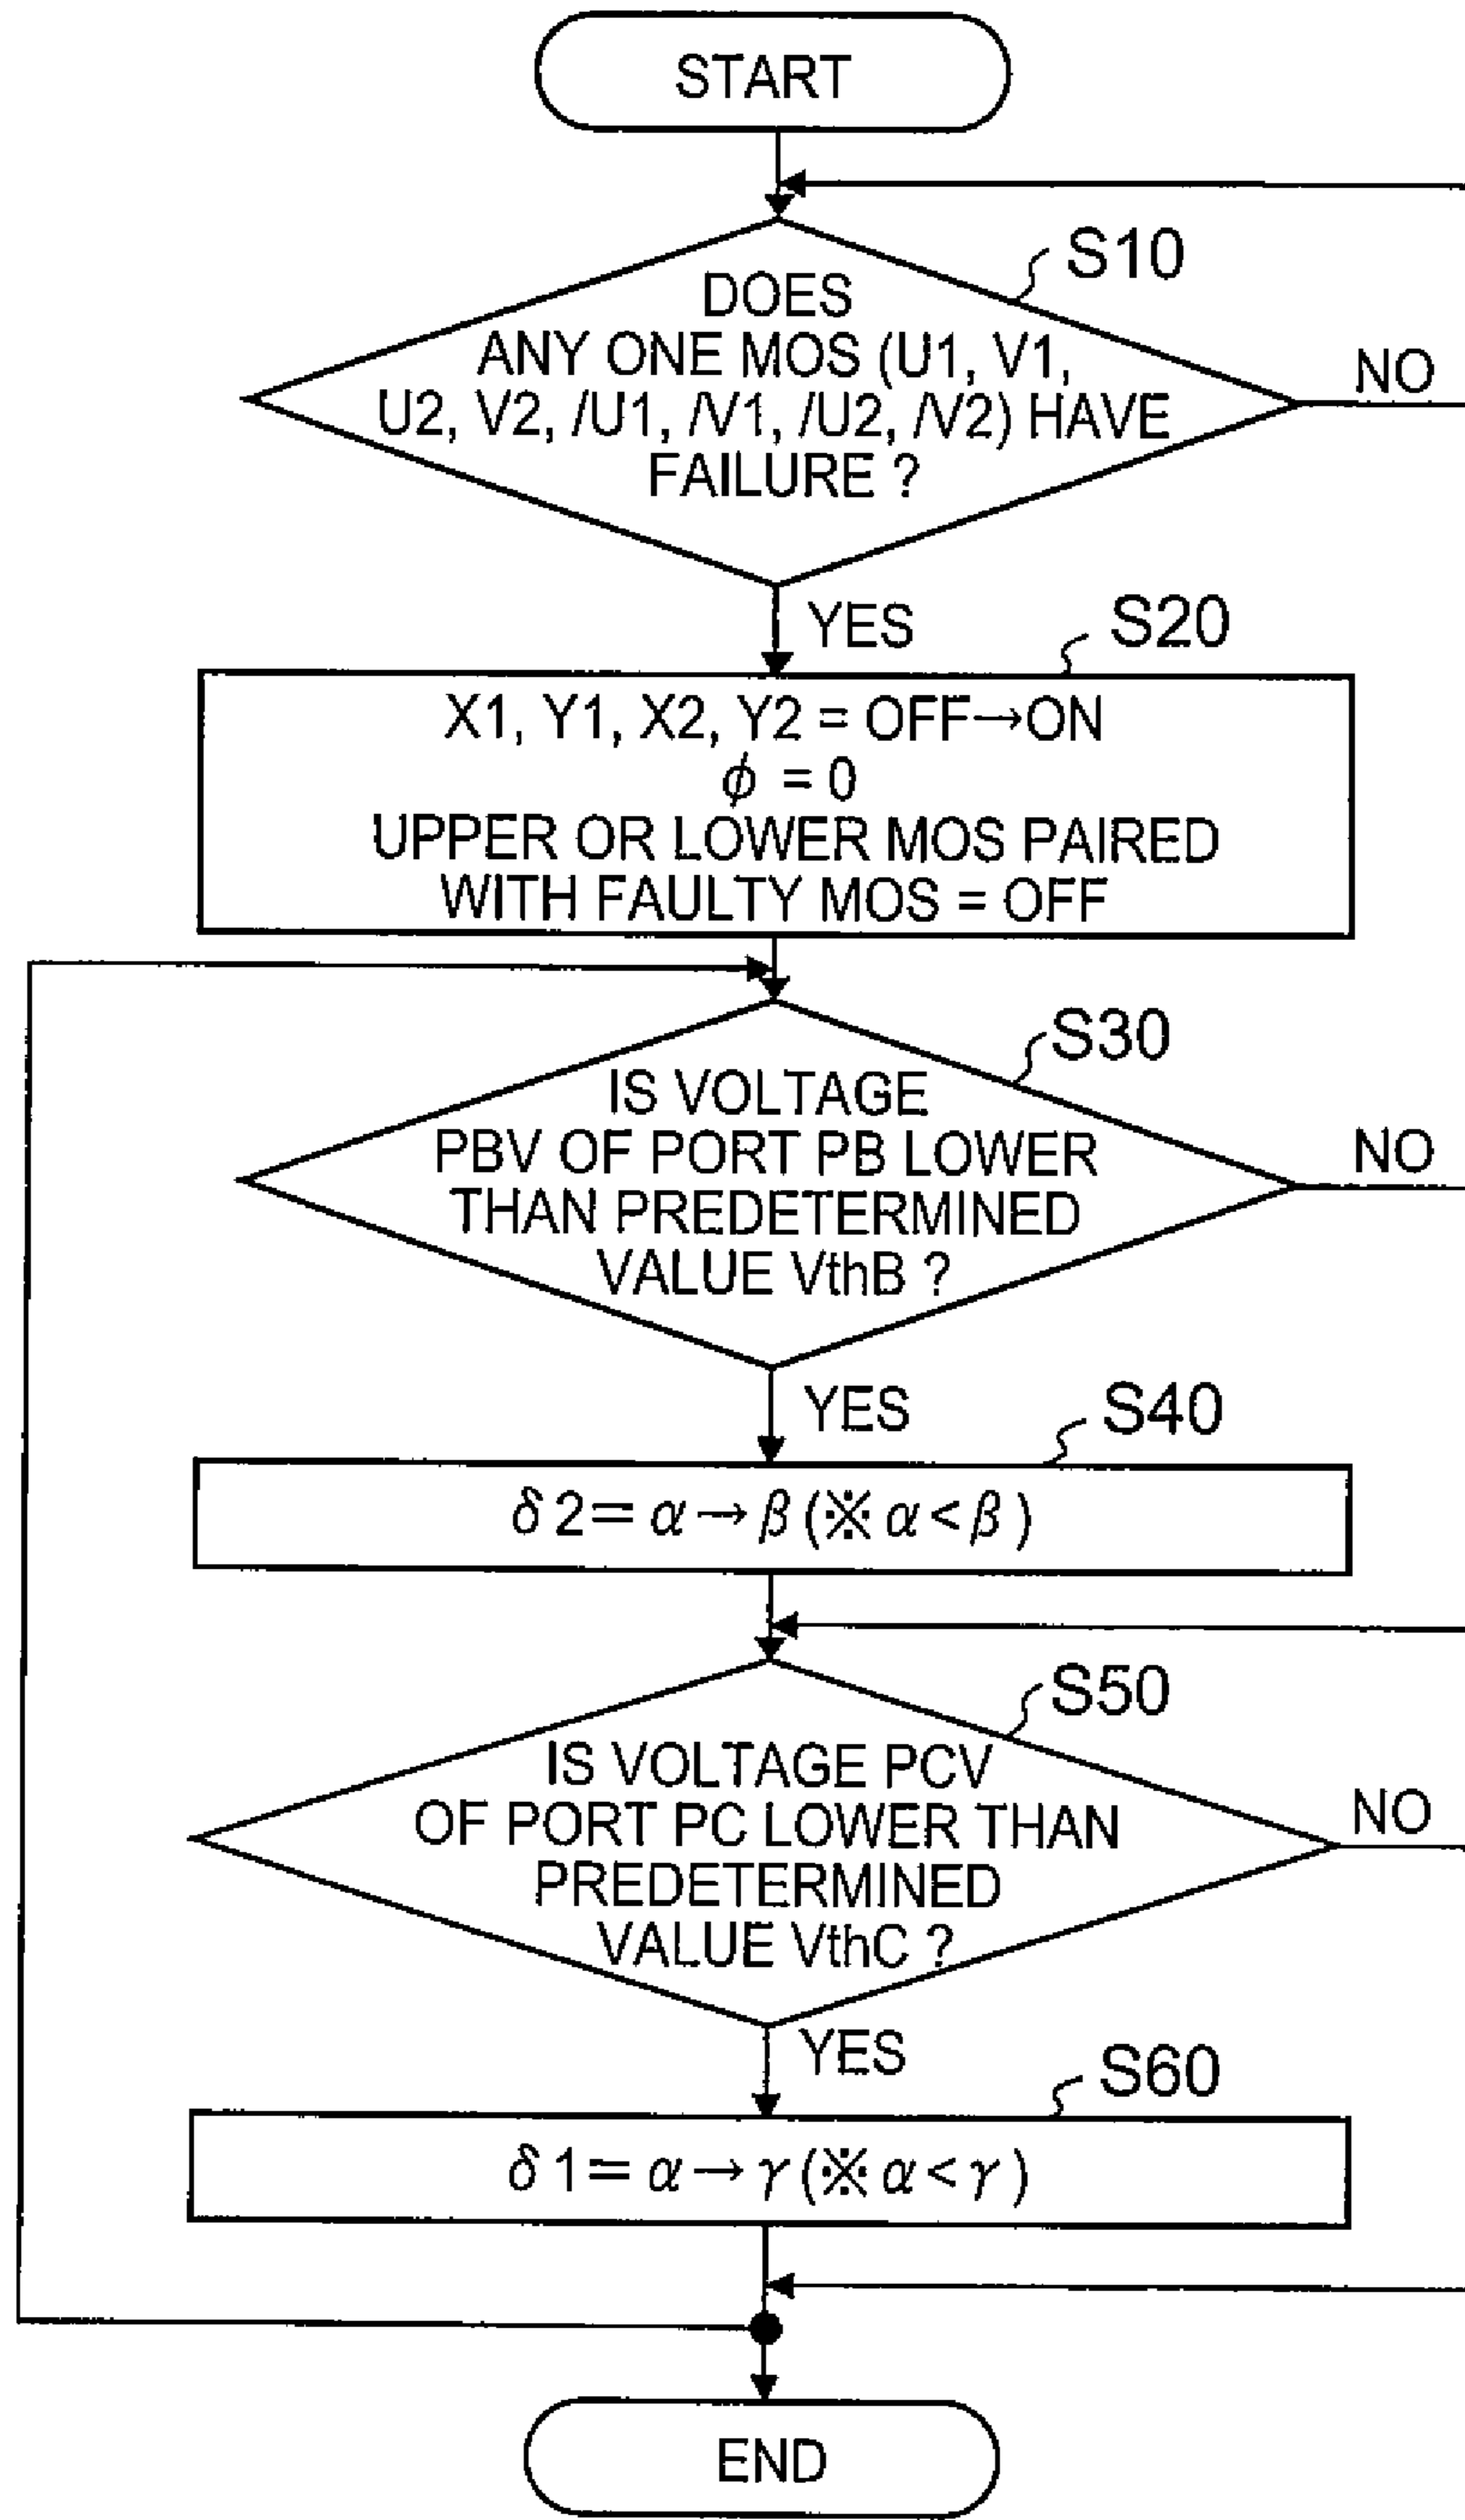 START
S10
DOES
ANY ONE MOS (U1, V1,
U2, V2, /U1, /V1, /U2, /V2) HAVE
FAILURE ?
NO
YES
S20
X1, Y1, X2, Y2 = OFF→ON
ϕ = 0
UPPER OR LOWER MOS PAIRED
WITH FAULTY MOS = OFF
S30
IS VOLTAGE
PBV OF PORT PB LOWER
THAN PREDETERMINED
VALUE VthB ?
NO
YES
S40
δ2=α→β(※α<β)
S50
IS VOLTAGE PCV
OF PORT PC LOWER THAN
PREDETERMINED
VALUE VthC ?
NO
YES
S60
δ1=α→γ(※α<γ)
END